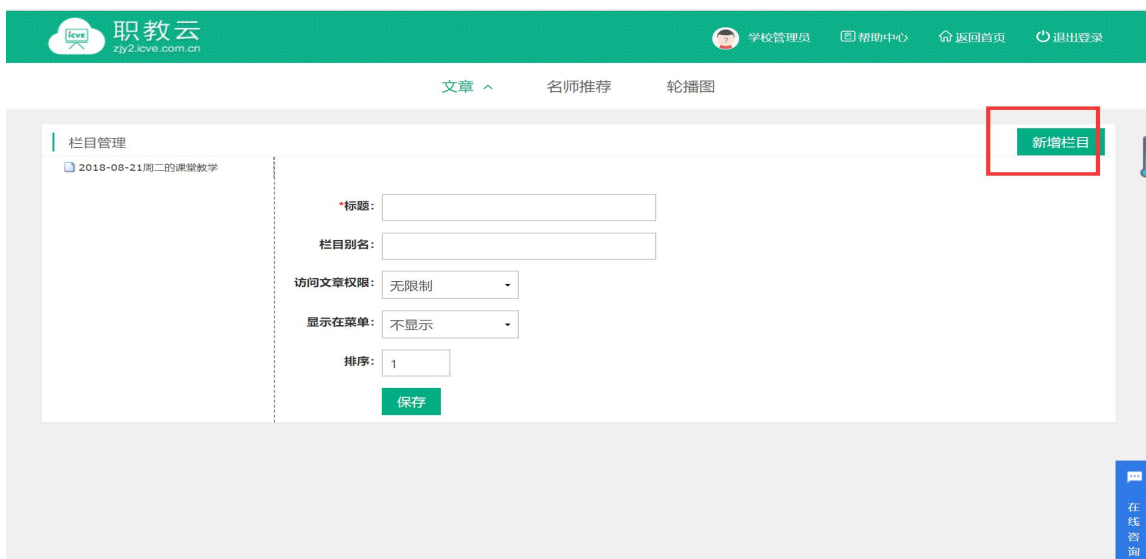 icve 职教云
zjy2.icve.com.cn
学校管理员 帮助中心 返回首页 退出登录
文章 名师推荐 轮播图
栏目管理 新增栏目
2018-08-21周二的课堂教学
*标题：
栏目别名：
访问文章权限： 无限制
显示在菜单： 不显示
排序： 1
保存
在线咨询